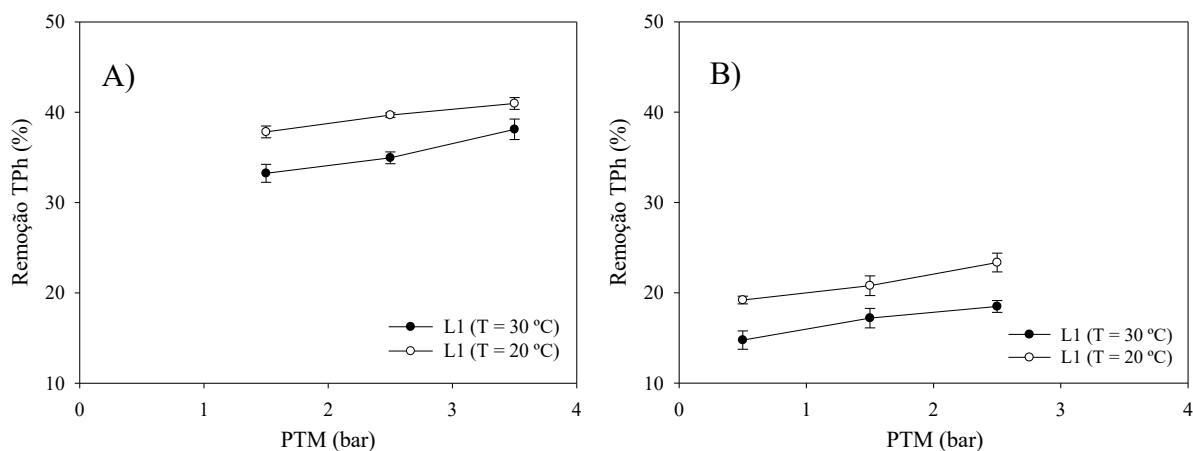 A)
Remoção TPh (%)
50
40
30
20
10
L1 (T = 30 ºC)
L1 (T = 20 ºC)
0 1 2 3 4
PTM (bar)
B)
Remoção TPh (%)
50
40
30
20
10
L1 (T = 30 ºC)
L1 (T = 20 ºC)
0 1 2 3 4
PTM (bar)